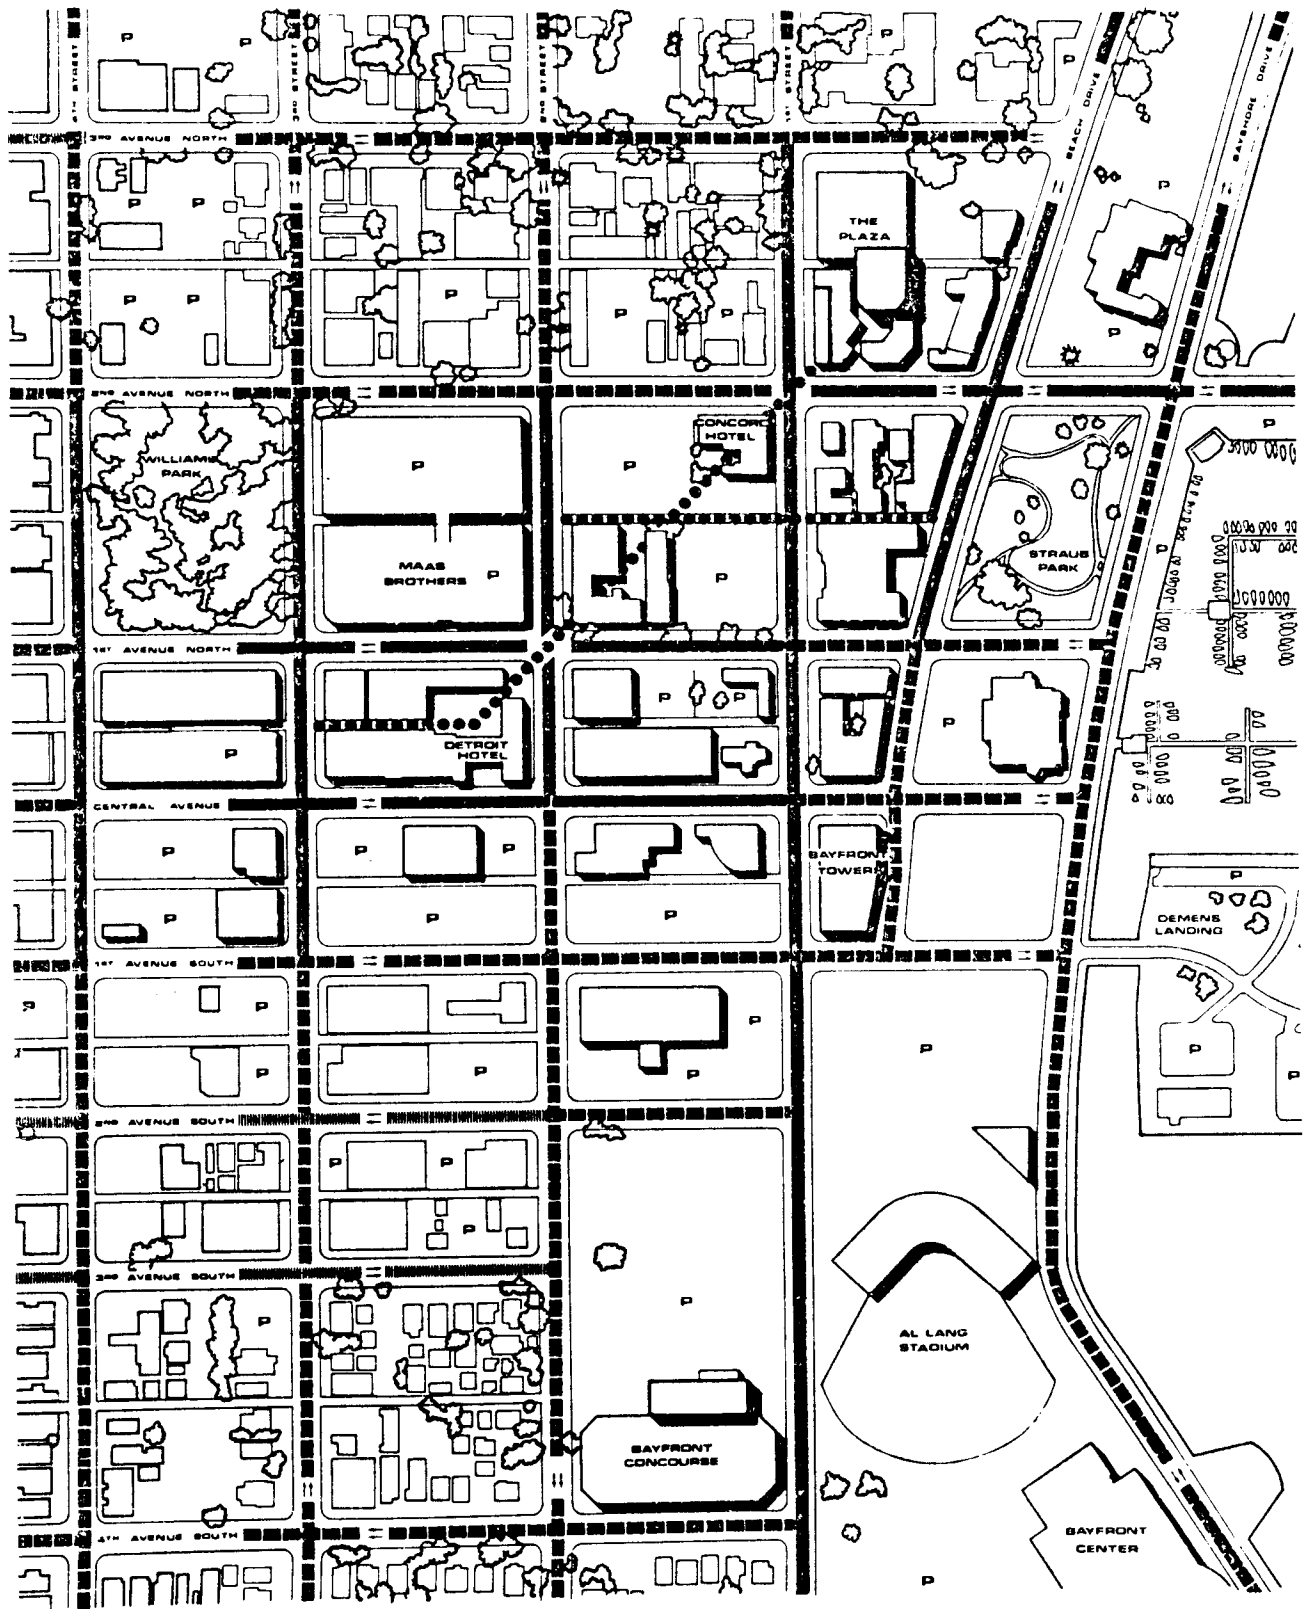 4TH STREET
3RD STREET
2ND STREET
1ST STREET
BEACH DRIVE
BAYSHORE DRIVE
P
P
P
P
3RD AVENUE NORTH
P
P
P
THE
PLAZA
P
P
P
P
P
2ND AVENUE NORTH
WILLIAMS
PARK
P
P
CONCORD
HOTEL
P
MAAS
BROTHERS
P
P
STRAUB
PARK
P
1ST AVENUE NORTH
P
P
P
P
DETROIT
HOTEL
CENTRAL AVENUE
P
P
P
BAYFRONT
TOWERS
P
P
P
P
DEMENS
LANDING
1ST AVENUE SOUTH
P
P
P
P
P
P
P
P
P
P
2ND AVENUE SOUTH
P
P
P
3RD AVENUE SOUTH
P
P
AL LANG
STADIUM
BAYFRONT
CONCOURSE
4TH AVENUE SOUTH
BAYFRONT
CENTER
P